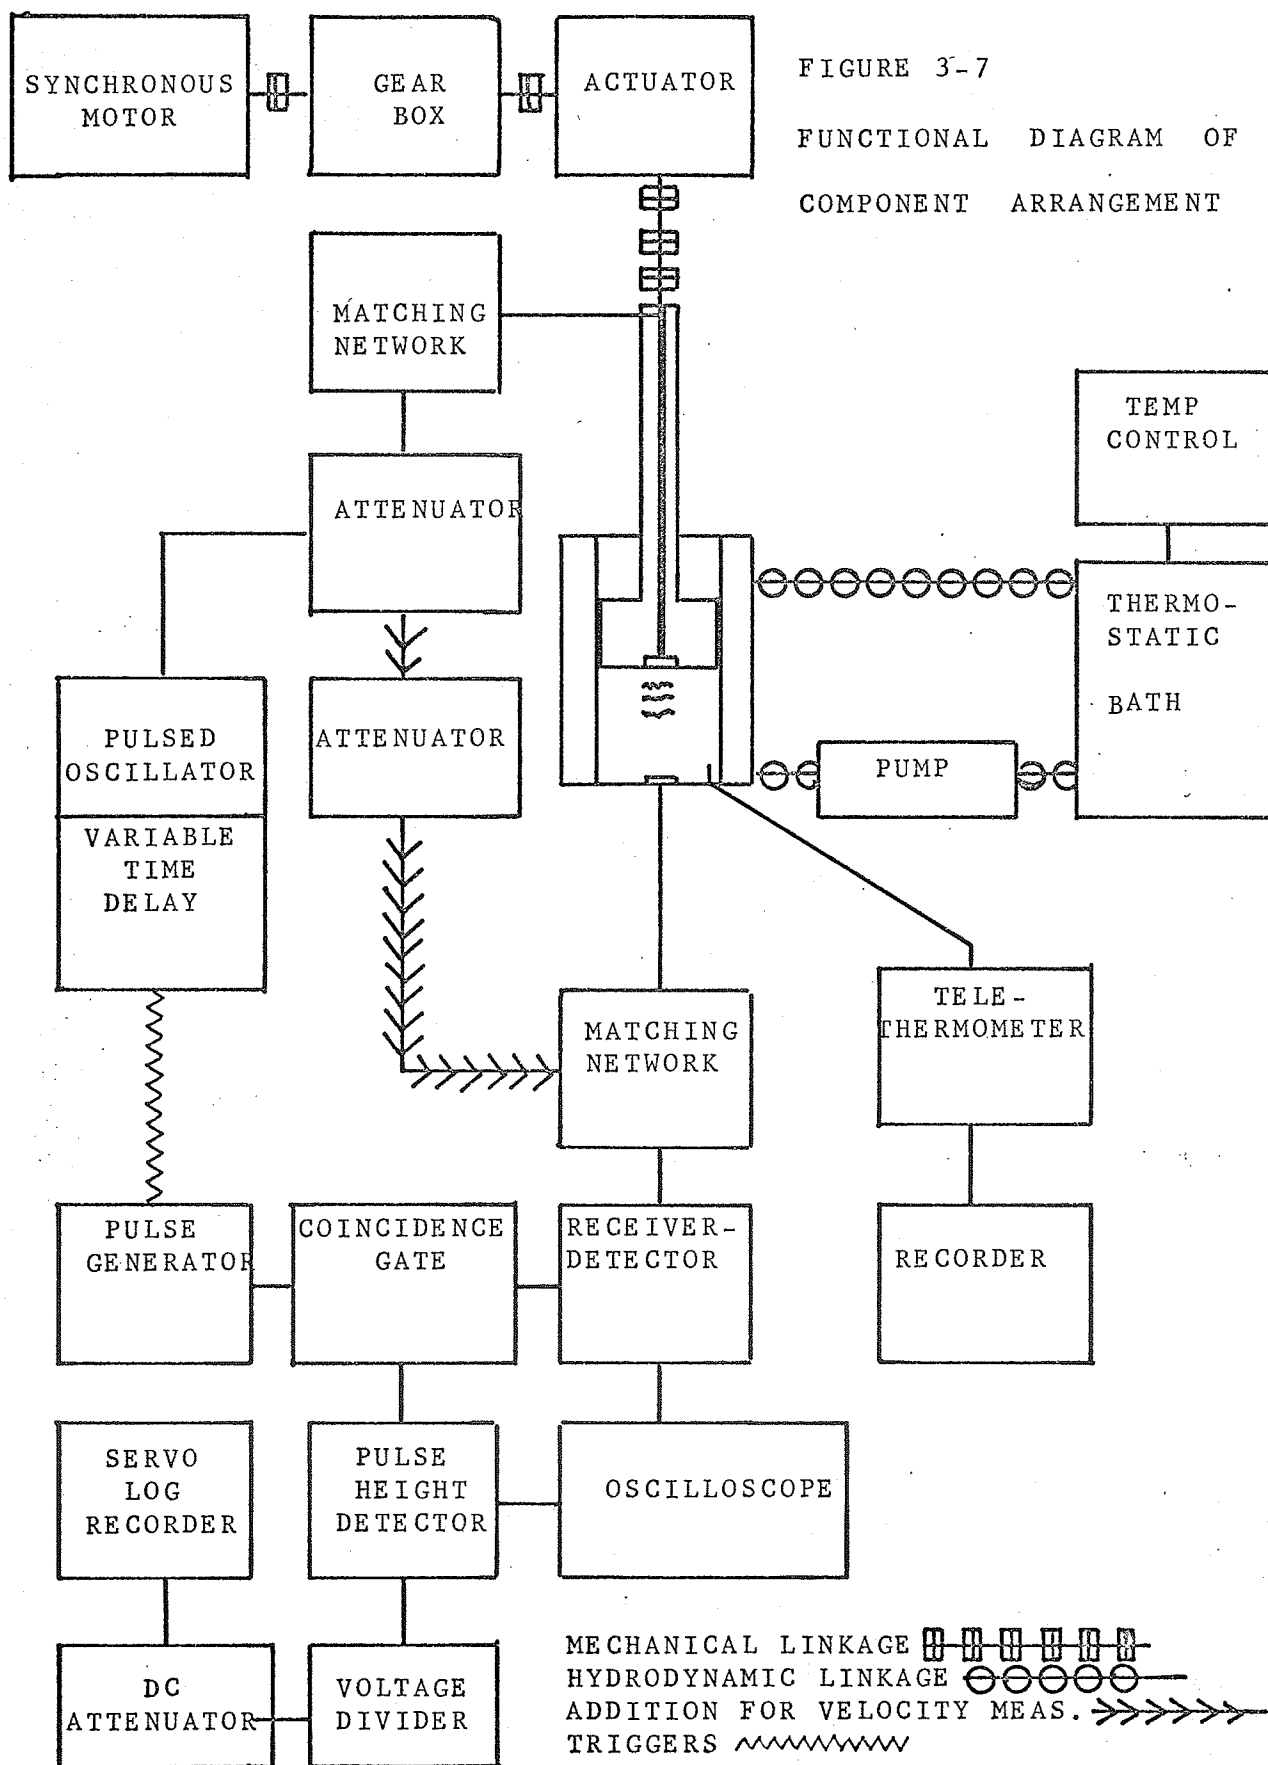 SYNCHRONOUS
MOTOR
GEAR
BOX
ACTUATOR
FIGURE 3-7
FUNCTIONAL DIAGRAM OF
COMPONENT ARRANGEMENT
MATCHING
NETWORK
TEMP
CONTROL
ATTENUATOR
THERMO-
STATIC
BATH
PULSED
OSCILLATOR
ATTENUATOR
PUMP
VARIABLE
TIME
DELAY
TELE-
THERMOMETER
MATCHING
NETWORK
PULSE
GENERATOR
COINCIDENCE
GATE
RECEIVER-
DETECTOR
RECORDER
SERVO
LOG
RECORDER
PULSE
HEIGHT
DETECTOR
OSCILLOSCOPE
DC
ATTENUATOR
VOLTAGE
DIVIDER
MECHANICAL LINKAGE
HYDRODYNAMIC LINKAGE
ADDITION FOR VELOCITY MEAS.
TRIGGERS